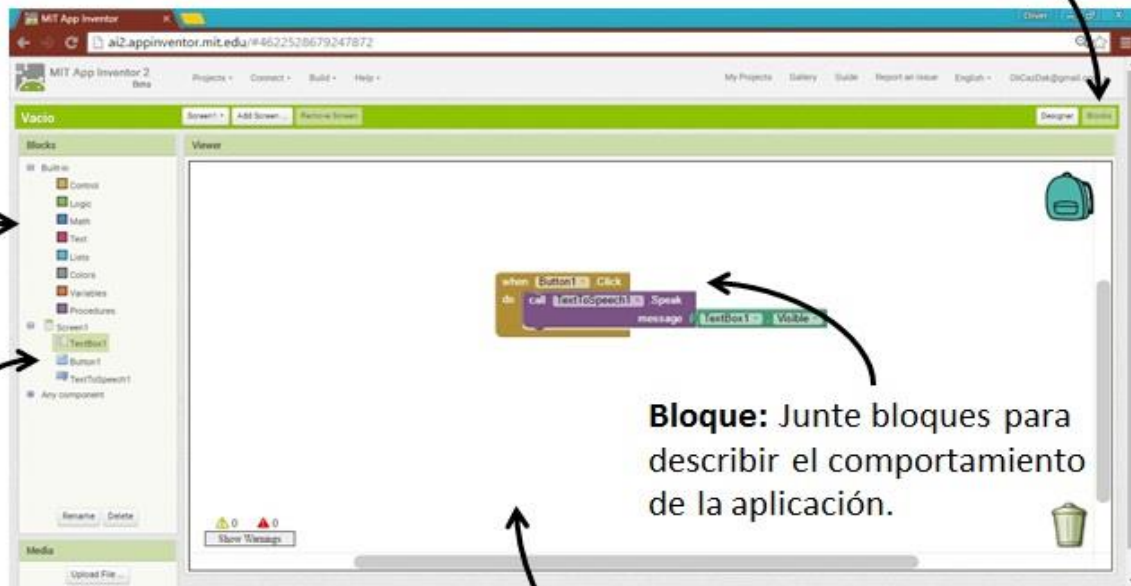 MIT App Inventor
ai2.appinventor.mit.edu/#4622528679247872
MIT App Inventor 2
Beta
Projects Connect Build Help
My Projects Gallery Guide Report an Issue English OliCazDak@gmail.com
Vacio
Screen1 Add Screen ... Remove Screen
Designer Blocks
Blocks
Viewer
Built-in
Control
Logic
Math
Text
Lists
Colors
Variables
Procedures
Screen1
TextBox1
Button1
TextToSpeech1
Any component
Rename Delete
Media
Upload File ...
when Button1 .Click
do call TextToSpeech1 .Speak
message TextBox1 . Visible
Bloque: Junte bloques para
describir el comportamiento
de la aplicación.
0 0
Show Warnings